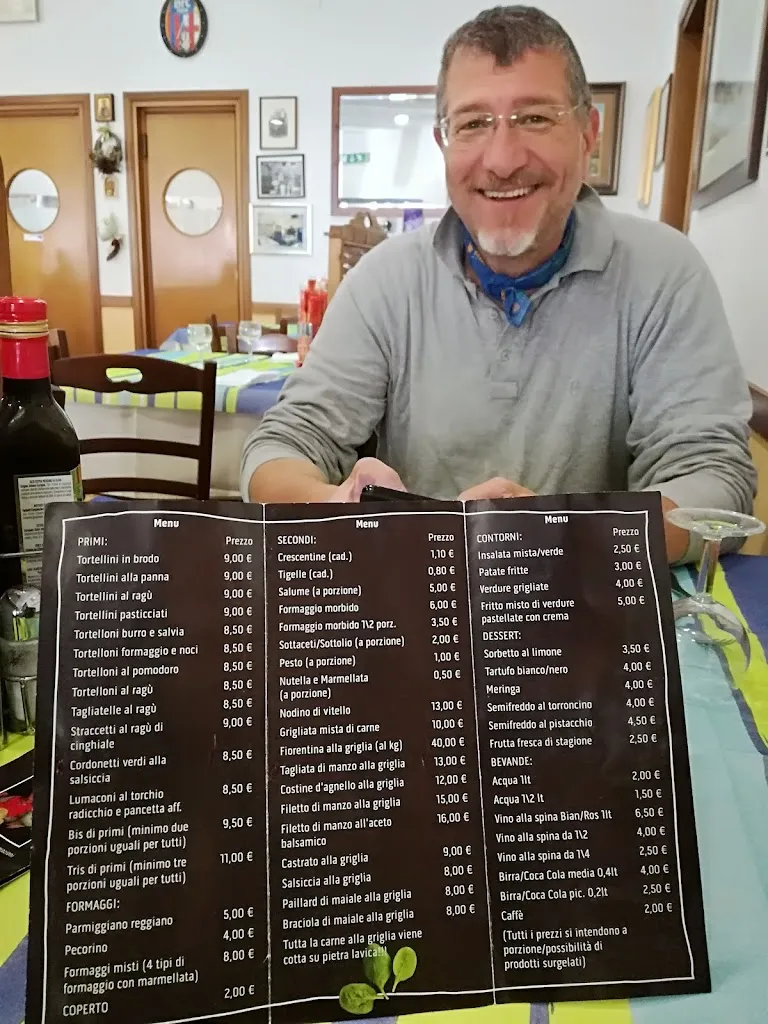 BFC
Menu
PRIMI: Prezzo
Tortellini in brodo 9,00 €
Tortellini alla panna 9,00 €
Tortellini al ragù 9,00 €
Tortellini pasticciati 9,00 €
Tortelloni burro e salvia 8,50 €
Tortelloni formaggio e noci 8,50 €
Tortelloni al pomodoro 8,50 €
Tortelloni al ragù 8,50 €
Tagliatelle al ragù 8,50 €
Straccetti al ragù di 9,00 €
cinghiale
Cordonetti verdi alla 8,50 €
salsiccia
Lumaconi al torchio 8,50 €
radicchio e pancetta aff.
Bis di primi (minimo due 9,50 €
porzioni uguali per tutti)
Tris di primi (minimo tre 11,00 €
porzioni uguali per tutti)
FORMAGGI:
Parmiggiano reggiano 5,00 €
Pecorino 4,00 €
Formaggi misti (4 tipi di 8,00 €
formaggio con marmellata)
COPERTO 2,00 €
Menu
SECONDI: Prezzo
Crescentine (cad.) 1,10 €
Tigelle (cad.) 0,80 €
Salume (a porzione) 5,00 €
Formaggio morbido 6,00 €
Formaggio morbido 1\2 porz. 3,50 €
Sottaceti/Sottolio (a porzione) 2,00 €
Pesto (a porzione) 1,00 €
Nutella e Marmellata 0,50 €
(a porzione)
Nodino di vitello 13,00 €
Grigliata mista di carne 10,00 €
Fiorentina alla griglia (al kg) 40,00 €
Tagliata di manzo alla griglia 13,00 €
Costine d'agnello alla griglia 12,00 €
Filetto di manzo alla griglia 15,00 €
Filetto di manzo all'aceto 16,00 €
balsamico
Castrato alla griglia 9,00 €
Salsiccia alla griglia 8,00 €
Paillard di maiale alla griglia 8,00 €
Braciola di maiale alla griglia 8,00 €
Tutta la carne alla griglia viene
cotta su pietra lavica!!!
Menu
CONTORNI: Prezzo
Insalata mista/verde 2,50 €
Patate fritte 3,00 €
Verdure grigliate 4,00 €
Fritto misto di verdure 5,00 €
pastellate con crema
DESSERT:
Sorbetto al limone 3,50 €
Tartufo bianco/nero 4,00 €
Meringa 4,00 €
Semifreddo al torroncino 4,00 €
Semifreddo al pistacchio 4,50 €
Frutta fresca di stagione 2,50 €
BEVANDE:
Acqua 1lt 2,00 €
Acqua 1\2 lt 1,50 €
Vino alla spina Bian/Ros 1lt 6,50 €
Vino alla spina da 1\2 4,00 €
Vino alla spina da 1\4 2,50 €
Birra/Coca Cola media 0,4lt 4,00 €
Birra/Coca Cola pic. 0,2lt 2,50 €
Caffè 2,00 €
(Tutti i prezzi si intendono a
porzione/possibilità di
prodotti surgelati)